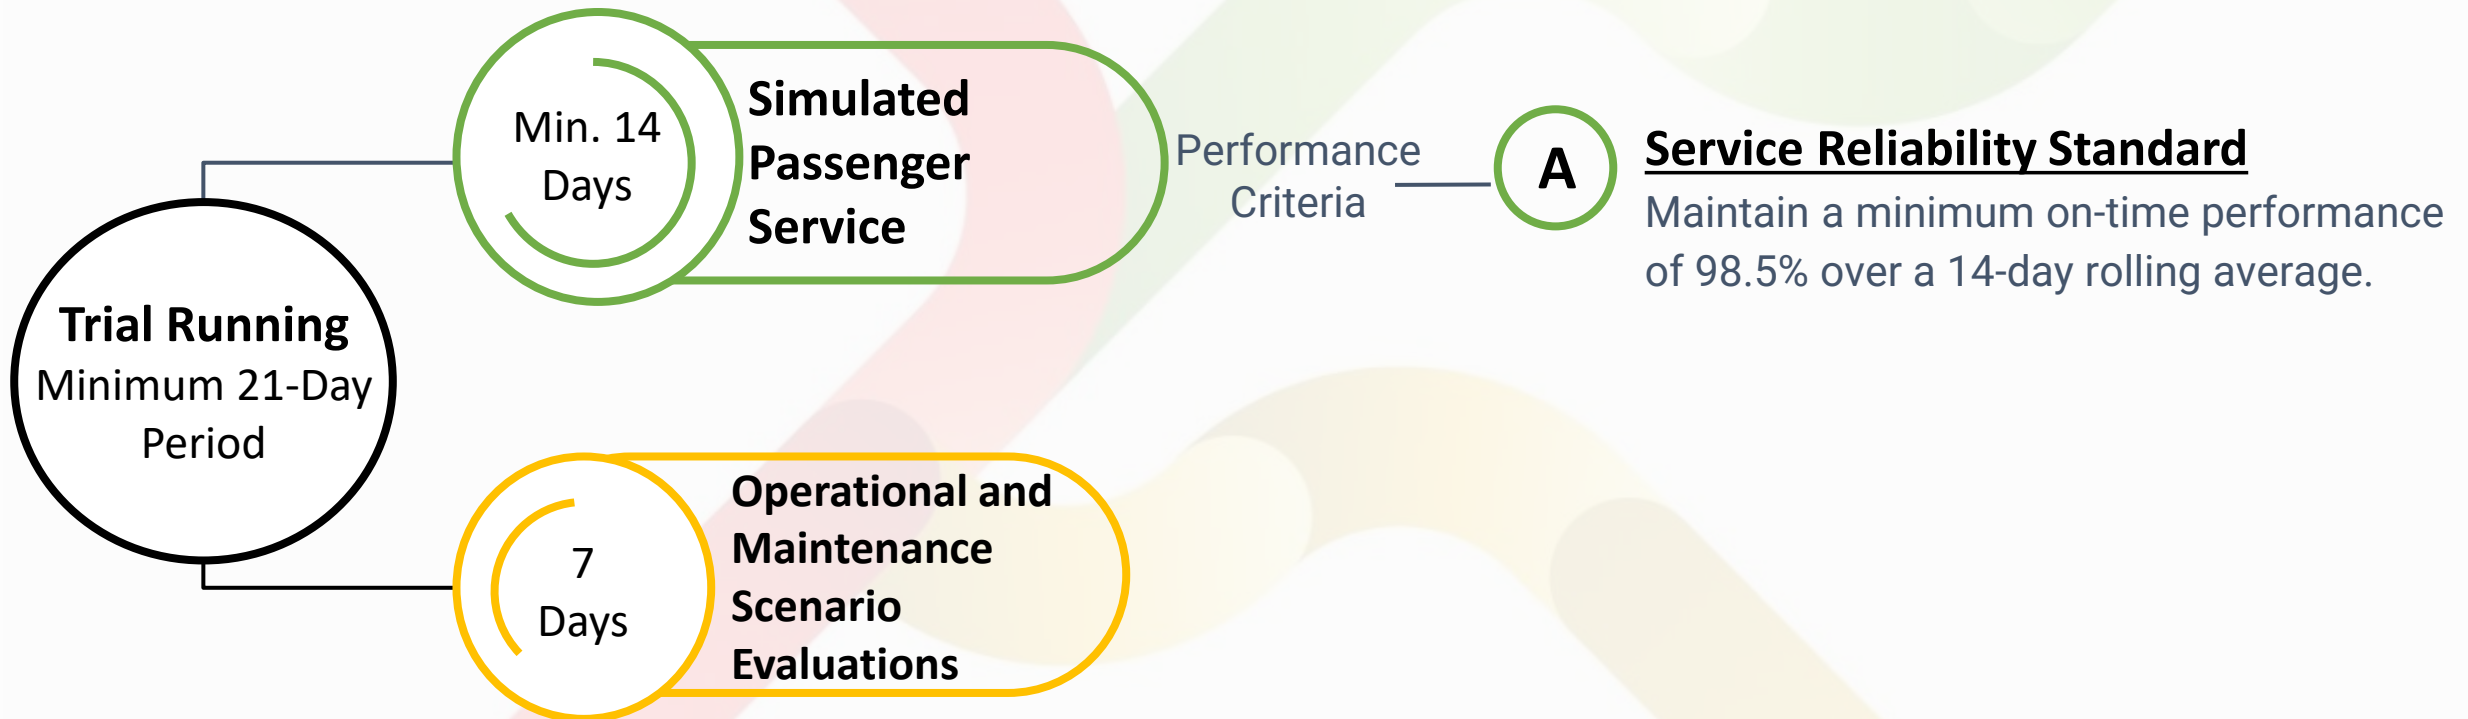 Trial Running
Minimum 21-Day
Period
Min. 14
Days
Simulated
Passenger
Service
Performance
Criteria
A
Service Reliability Standard
Maintain a minimum on-time performance
of 98.5% over a 14-day rolling average.
7
Days
Operational and
Maintenance
Scenario
Evaluations